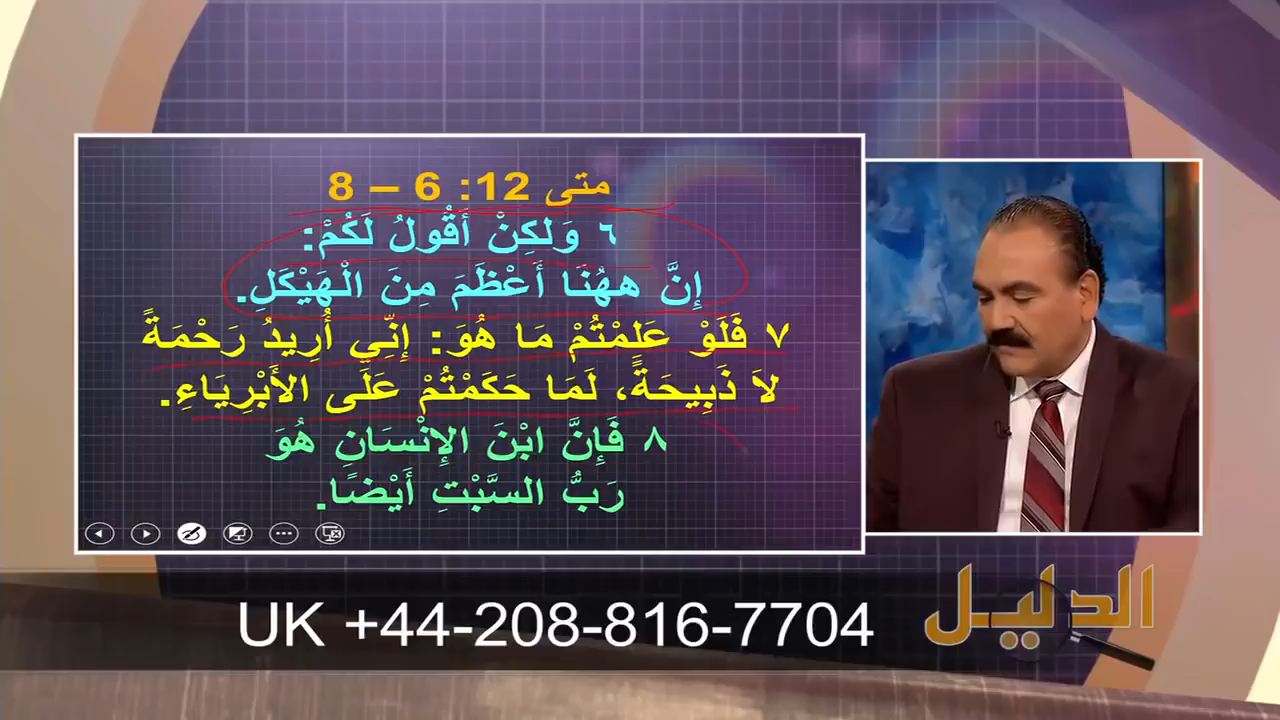 متى 12: 6 – 8
٦ وَلكِنْ أَقُولُ لَكُمْ:
إِنَّ ههُنَا أَعْظَمَ مِنَ الْهَيْكَلِ.
٧ فَلَوْ عَلِمْتُمْ مَا هُوَ: إِنِّي أُرِيدُ رَحْمَةً
لاَ ذَبِيحَةً، لَمَا حَكَمْتُمْ عَلَى الأَبْرِيَاءِ.
٨ فَإِنَّ ابْنَ الإِنْسَانِ هُوَ
رَبُّ السَّبْتِ أَيْضًا.
الدليل
UK +44-208-816-7704